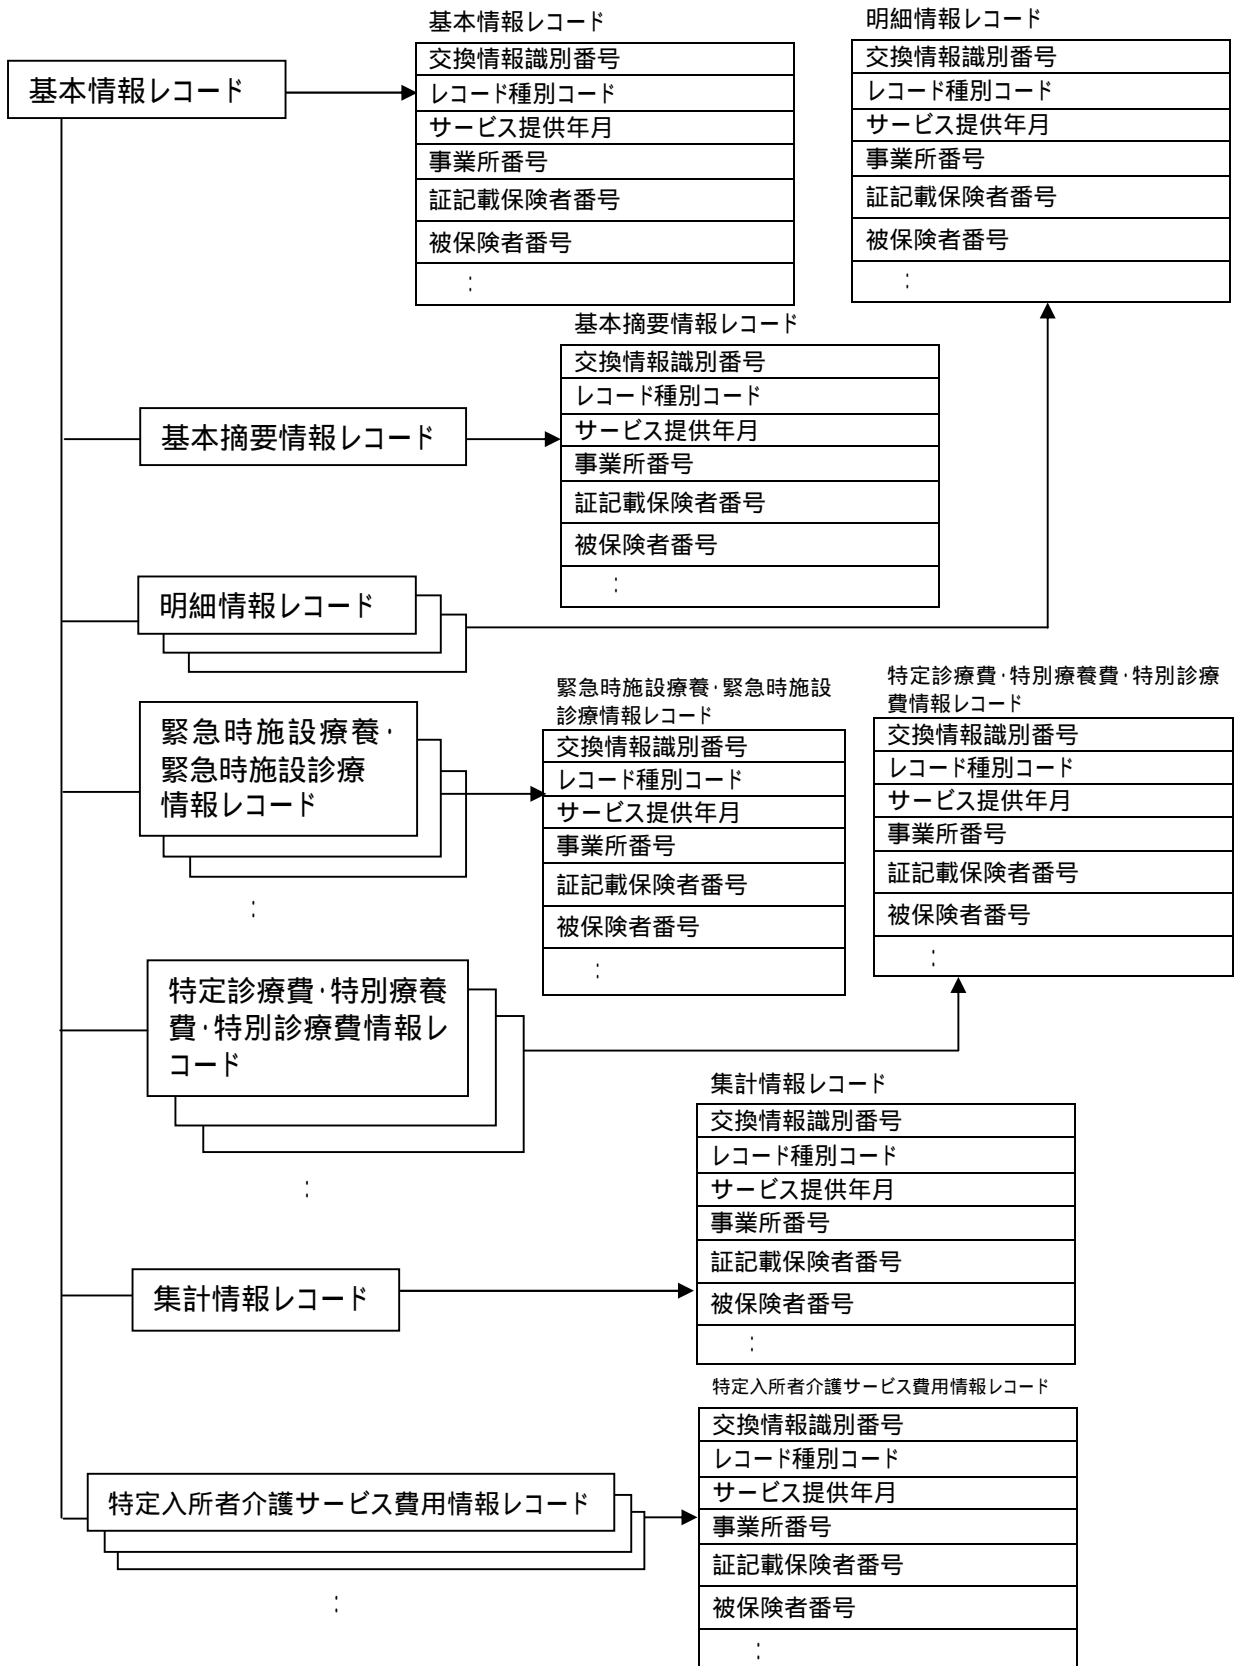 基本情報レコード
基本情報レコード
交換情報識別番号
レコード種別コード
サービス提供年月
事業所番号
証記載保険者番号
被保険者番号
:
明細情報レコード
交換情報識別番号
レコード種別コード
サービス提供年月
事業所番号
証記載保険者番号
被保険者番号
:
基本摘要情報レコード
基本摘要情報レコード
交換情報識別番号
レコード種別コード
サービス提供年月
事業所番号
証記載保険者番号
被保険者番号
:
明細情報レコード
緊急時施設療養・
緊急時施設診療
情報レコード
:
緊急時施設療養・緊急時施設
診療情報レコード
交換情報識別番号
レコード種別コード
サービス提供年月
事業所番号
証記載保険者番号
被保険者番号
:
特定診療費・特別療養費・特別診療
費情報レコード
交換情報識別番号
レコード種別コード
サービス提供年月
事業所番号
証記載保険者番号
被保険者番号
:
特定診療費・特別療養
費・特別診療費情報レ
コード
:
集計情報レコード
集計情報レコード
交換情報識別番号
レコード種別コード
サービス提供年月
事業所番号
証記載保険者番号
被保険者番号
:
特定入所者介護サービス費用情報レコード
:
特定入所者介護サービス費用情報レコード
交換情報識別番号
レコード種別コード
サービス提供年月
事業所番号
証記載保険者番号
被保険者番号
: